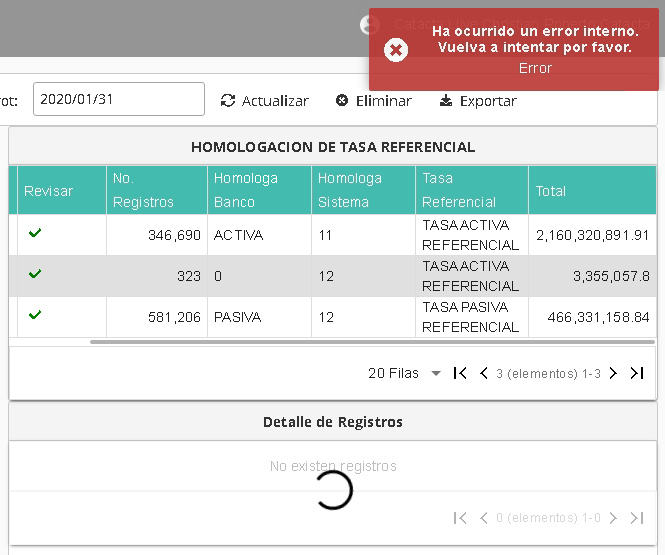 Ha ocurrido un error interno.
Vuelva a intentar por favor.
Error
rot:
2020/01/31
Actualizar
Eliminar
Exportar
HOMOLOGACION DE TASA REFERENCIAL
Revisar
No.
Registros
Homologa
Banco
Homologa
Sistema
Tasa
Referencial
Total
346,690
ACTIVA
11
TASA ACTIVA
REFERENCIAL
2,160,320,891.91
323
0
12
TASA ACTIVA
REFERENCIAL
3,355,057.8
581,206
PASIVA
12
TASA PASIVA
REFERENCIAL
466,331,158.84
20 Filas
3 (elementos) 1-3
Detalle de Registros
No existen registros
0 (elementos) 1-0